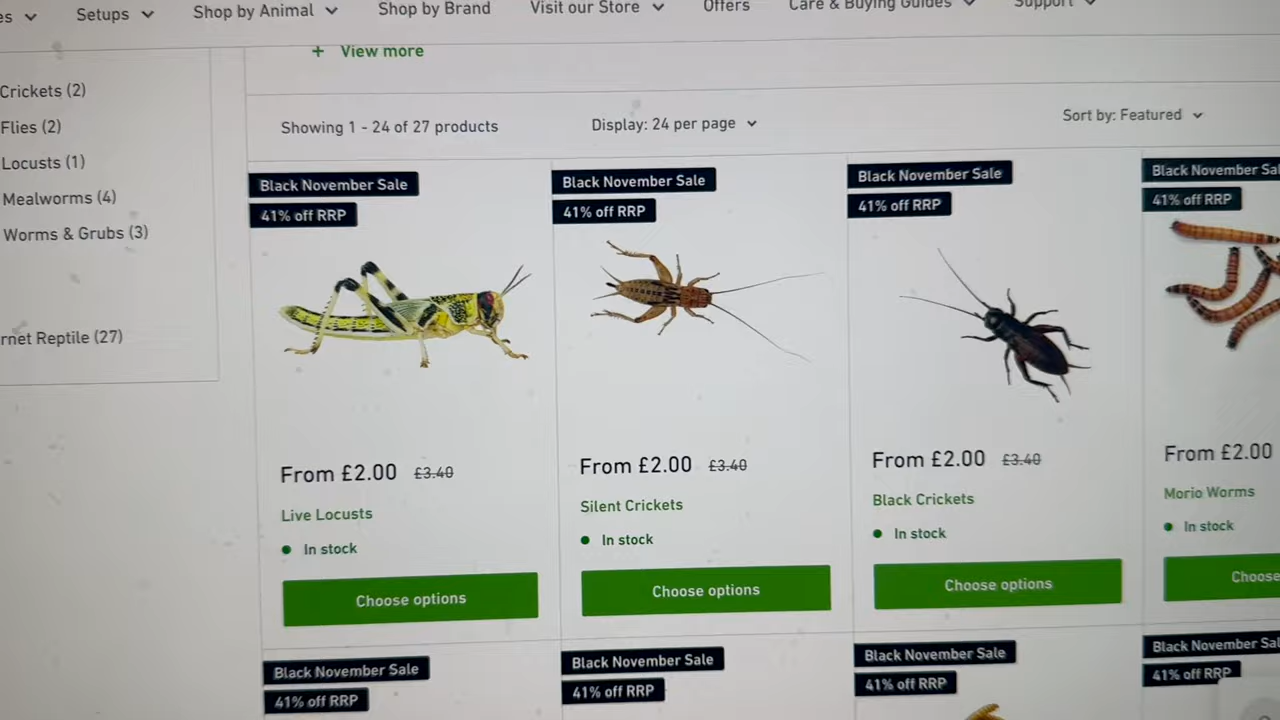 Setups
Shop by Animal
Shop by Brand
Visit our Store
Offers
Care & Buying Guides
Support
+ View more
Crickets (2)
Flies (2)
Locusts (1)
Mealworms (4)
Worms & Grubs (3)
rnet Reptile (27)
Showing 1 - 24 of 27 products
Display: 24 per page
Sort by: Featured
Black November Sale
41% off RRP
From £2.00 £3.40
Live Locusts
In stock
Choose options
Black November Sale
41% off RRP
From £2.00 £3.40
Silent Crickets
In stock
Choose options
Black November Sale
41% off RRP
From £2.00 £3.40
Black Crickets
In stock
Choose options
Black November Sal
41% off RRP
From £2.00
Morio Worms
In stock
Choose
Black November Sale
41% off RRP
Black November Sale
41% off RRP
Black November Sale
41% off RRP
Black November Sal
41% off RRP